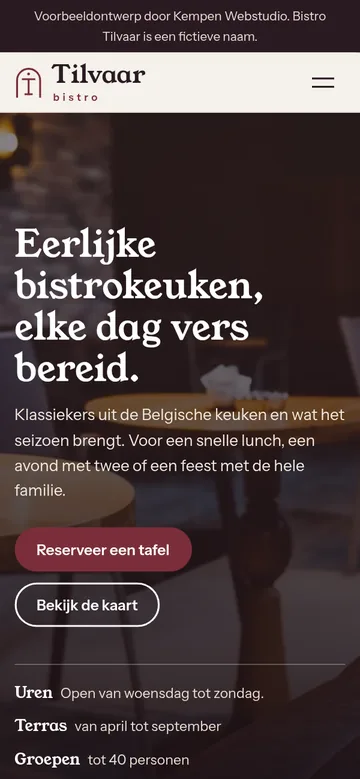 Voorbeeldontwerp door Kempen Webstudio. Bistro
Tilvaar is een fictieve naam.
Tilvaar
bistro
Eerlijke
bistrokeuken,
elke dag vers
bereid.
Klassiekers uit de Belgische keuken en wat het
seizoen brengt. Voor een snelle lunch, een
avond met twee of een feest met de hele
familie.
Reserveer een tafel
Bekijk de kaart
Uren Open van woensdag tot zondag.
Terras van april tot september
Groepen tot 40 personen